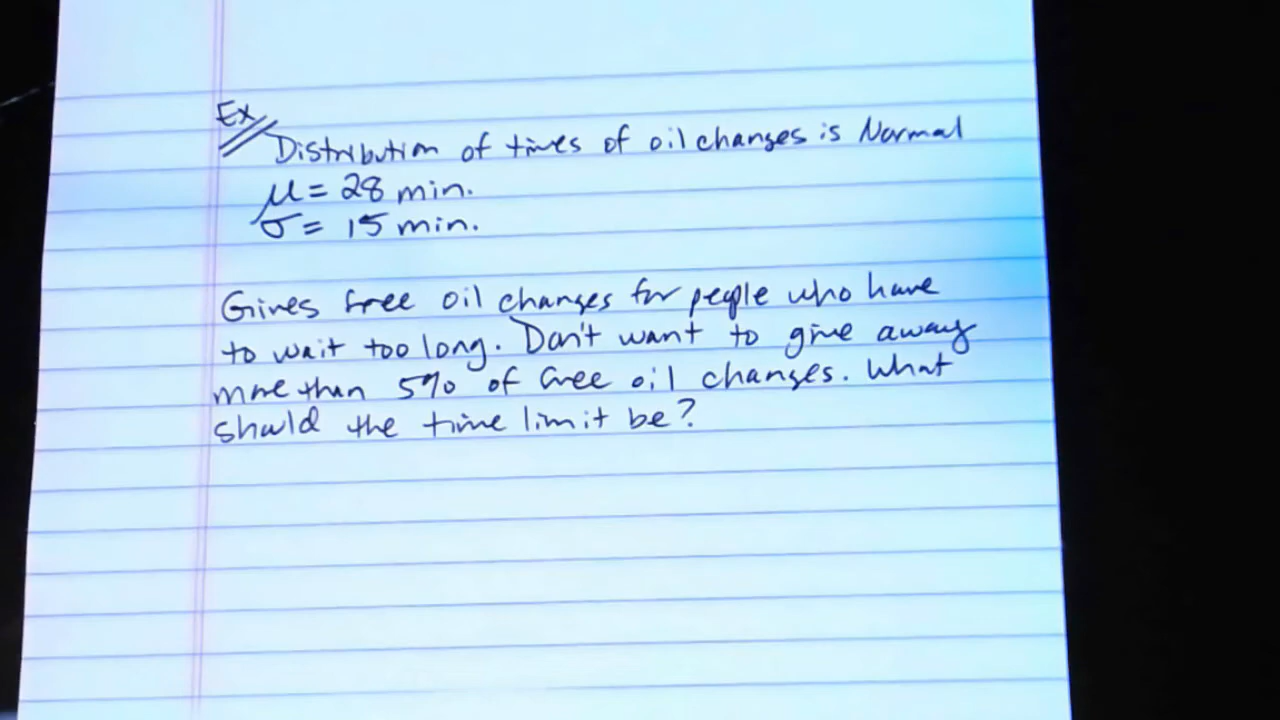 Ex
Distribution of times of oil changes is Normal
μ = 28 min.
σ = 15 min.
Gives free oil changes for people who have
to wait too long. Don't want to give away
more than 5% of free oil changes. What
should the time limit be?